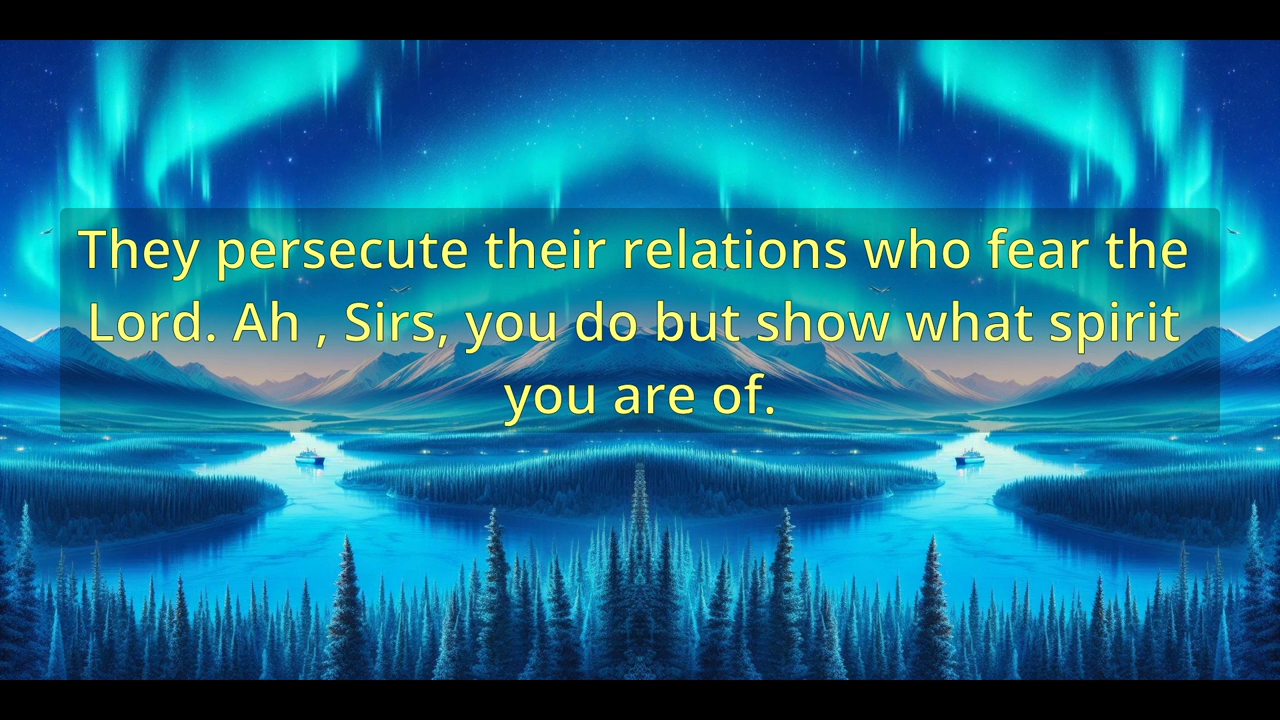 They persecute their relations who fear the
Lord. Ah , Sirs, you do but show what spirit
you are of.